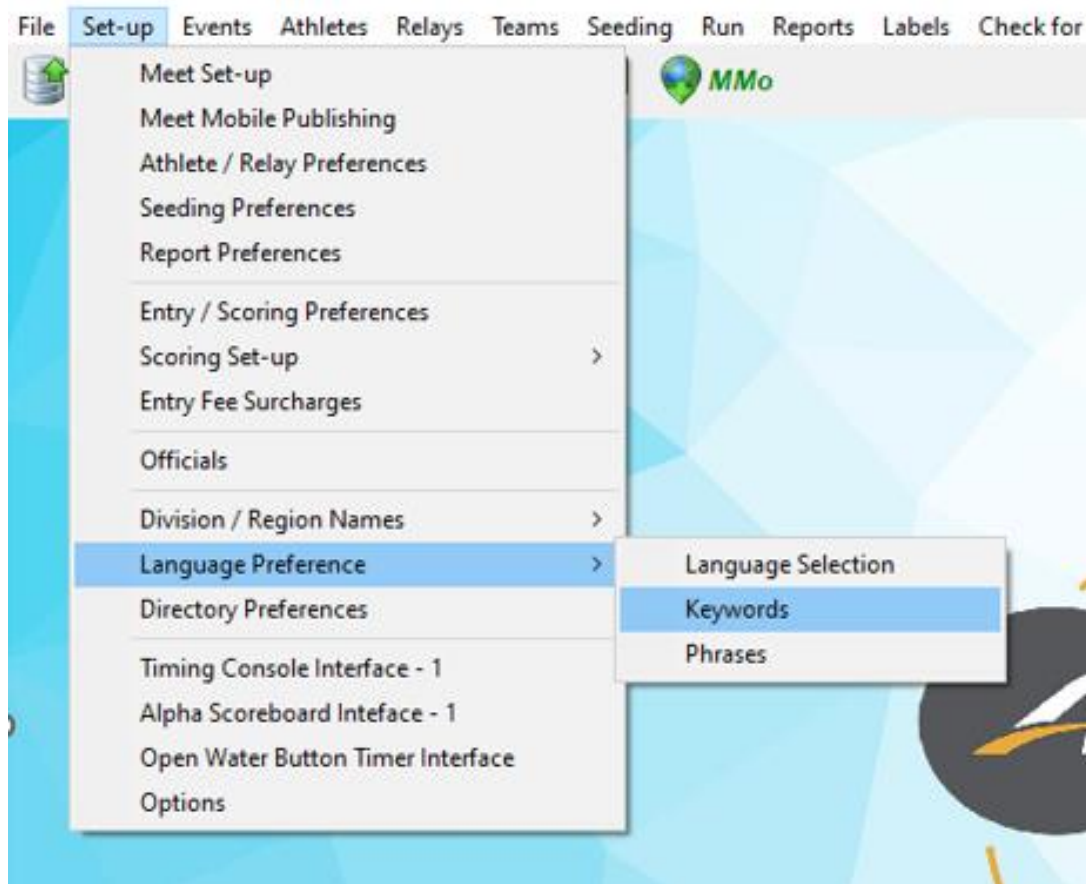 File Set-up Events Athletes Relays Teams Seeding Run Reports Labels Check for
MMo
Meet Set-up
Meet Mobile Publishing
Athlete / Relay Preferences
Seeding Preferences
Report Preferences
Entry / Scoring Preferences
Scoring Set-up
Entry Fee Surcharges
Officials
Division / Region Names
Language Preference
Language Selection
Keywords
Phrases
Directory Preferences
Timing Console Interface - 1
Alpha Scoreboard Inteface - 1
Open Water Button Timer Interface
Options